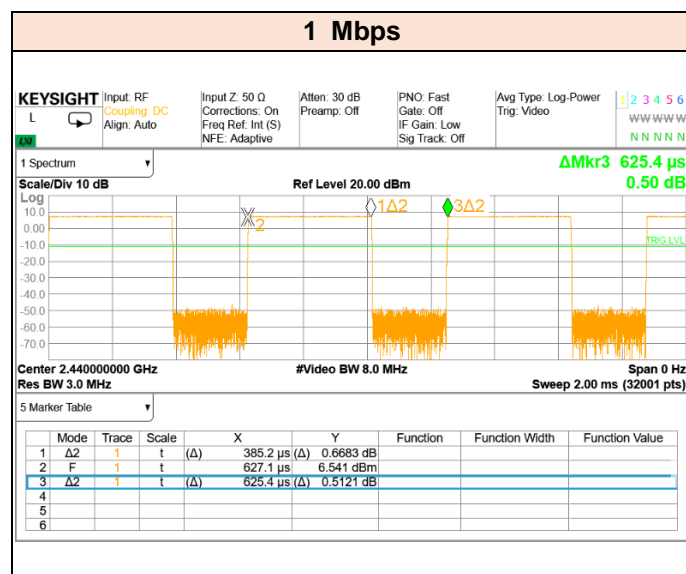 1 Mbps
KEYSIGHT Input: RF Input Z: 50 Ω Atten: 30 dB PNO: Fast Avg Type: Log-Power 1 2 3 4 5 6
L Coupling: DC Corrections: On Preamp: Off Gate: Off Trig: Video W W W W W W
Align: Auto Freq Ref: Int (S) IF Gain: Low N N N N N
LXI NFE: Adaptive Sig Track: Off
1 Spectrum ΔMkr3 625.4 µs
Scale/Div 10 dB Ref Level 20.00 dBm 0.50 dB
Log
10.0 2 1Δ2 3Δ2
0.00
-10.0 TRIG LVL
-20.0
-30.0
-40.0
-50.0
-60.0
-70.0
Center 2.440000000 GHz #Video BW 8.0 MHz Span 0 Hz
Res BW 3.0 MHz Sweep 2.00 ms (32001 pts)
5 Marker Table
Mode Trace Scale X Y Function Function Width Function Value
1 Δ2 1 t (Δ) 385.2 µs (Δ) 0.6683 dB
2 F 1 t 627.1 µs 6.541 dBm
3 Δ2 1 t (Δ) 625.4 µs (Δ) 0.5121 dB
4
5
6